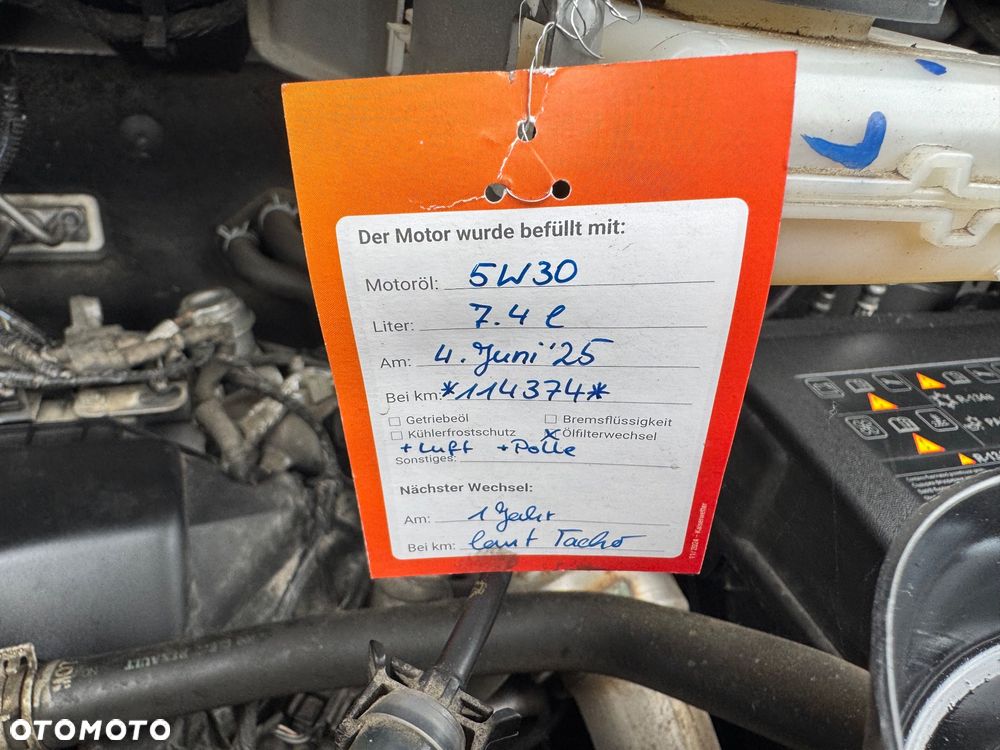 Der Motor wurde befüllt mit:
Motoröl: 5W30
Liter: 7.4 l
Am: 4. Juni '25
Bei km: *114374*
Getriebeöl
Bremsflüssigkeit
Kühlerfrostschutz
x Ölfilterwechsel
+ Luft + Polle
Sonstiges:
Nächster Wechsel:
Am: 1 Jahr
Bei km: laut Tacho
RENAULT
OTOMOTO